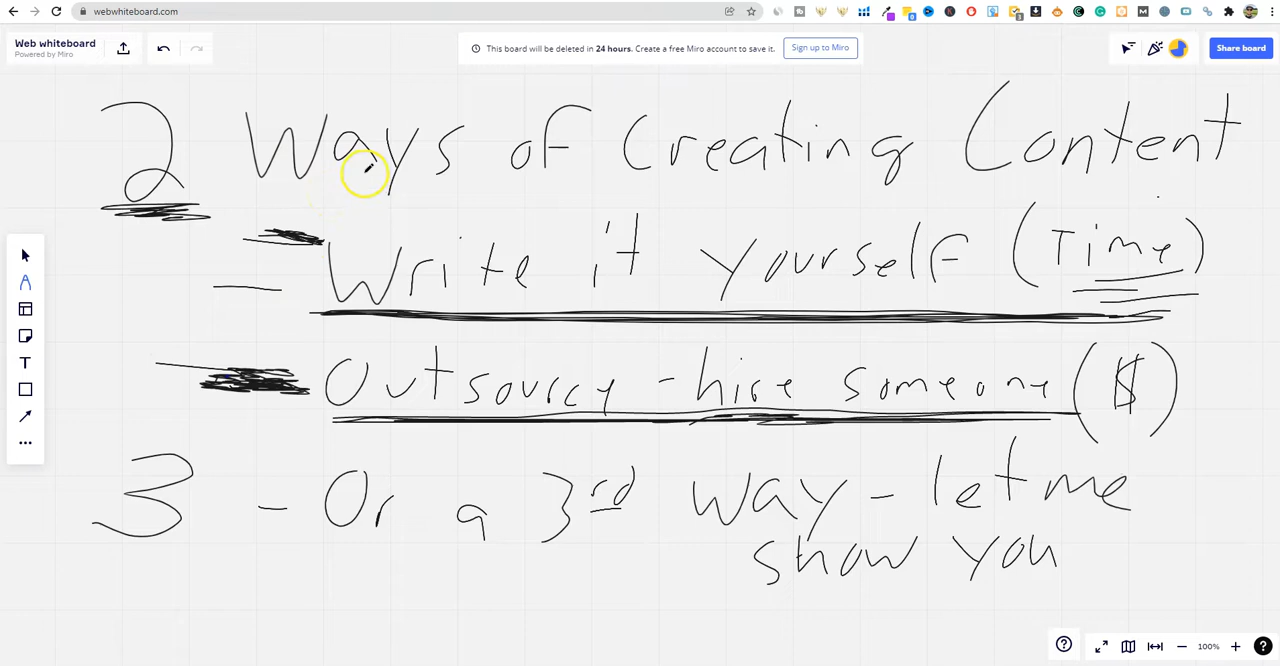 webwhiteboard.com
Web whiteboard
Powered by Miro
This board will be deleted in 24 hours. Create a free Miro account to save it.
Sign up to Miro
Share board
2 Ways of Creating Content
- Write it yourself (Time)
- Outsource - hire someone ($)
3 - Or a 3rd way - let me
show you
T
100%